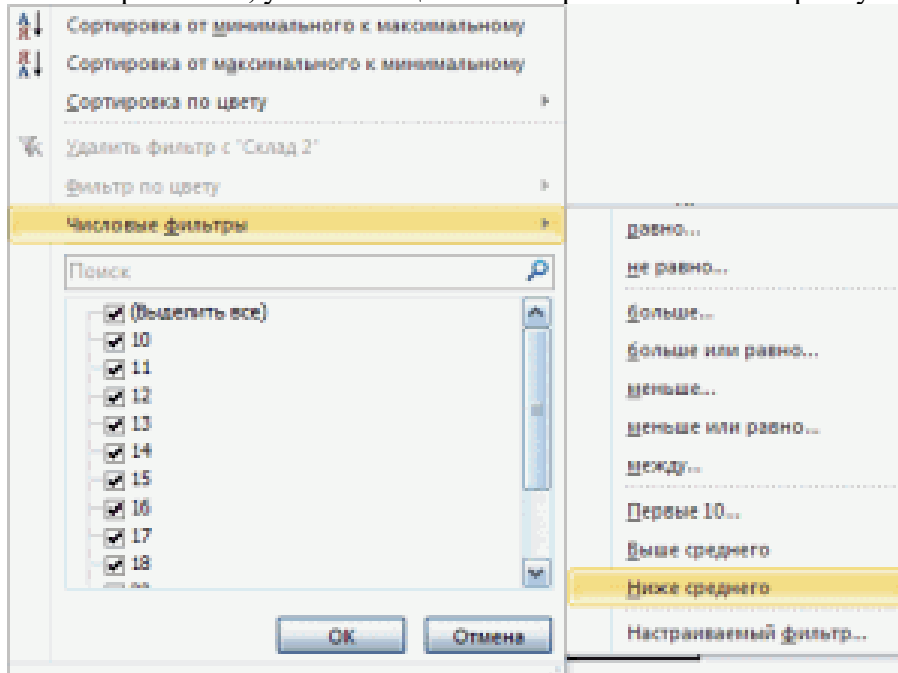 Сортировка от минимального к максимальному
Сортировка от максимального к минимальному
Сортировка по цвету
Удалить фильтр с "Склад 2"
Фильтр по цвету
Числовые фильтры
Поиск
(Выделить все)
10
11
12
13
14
15
16
17
18
ОК Отмена
равно...
не равно...
больше...
больше или равно...
меньше...
меньше или равно...
между...
Первые 10...
Выше среднего
Ниже среднего
Настраиваемый фильтр...